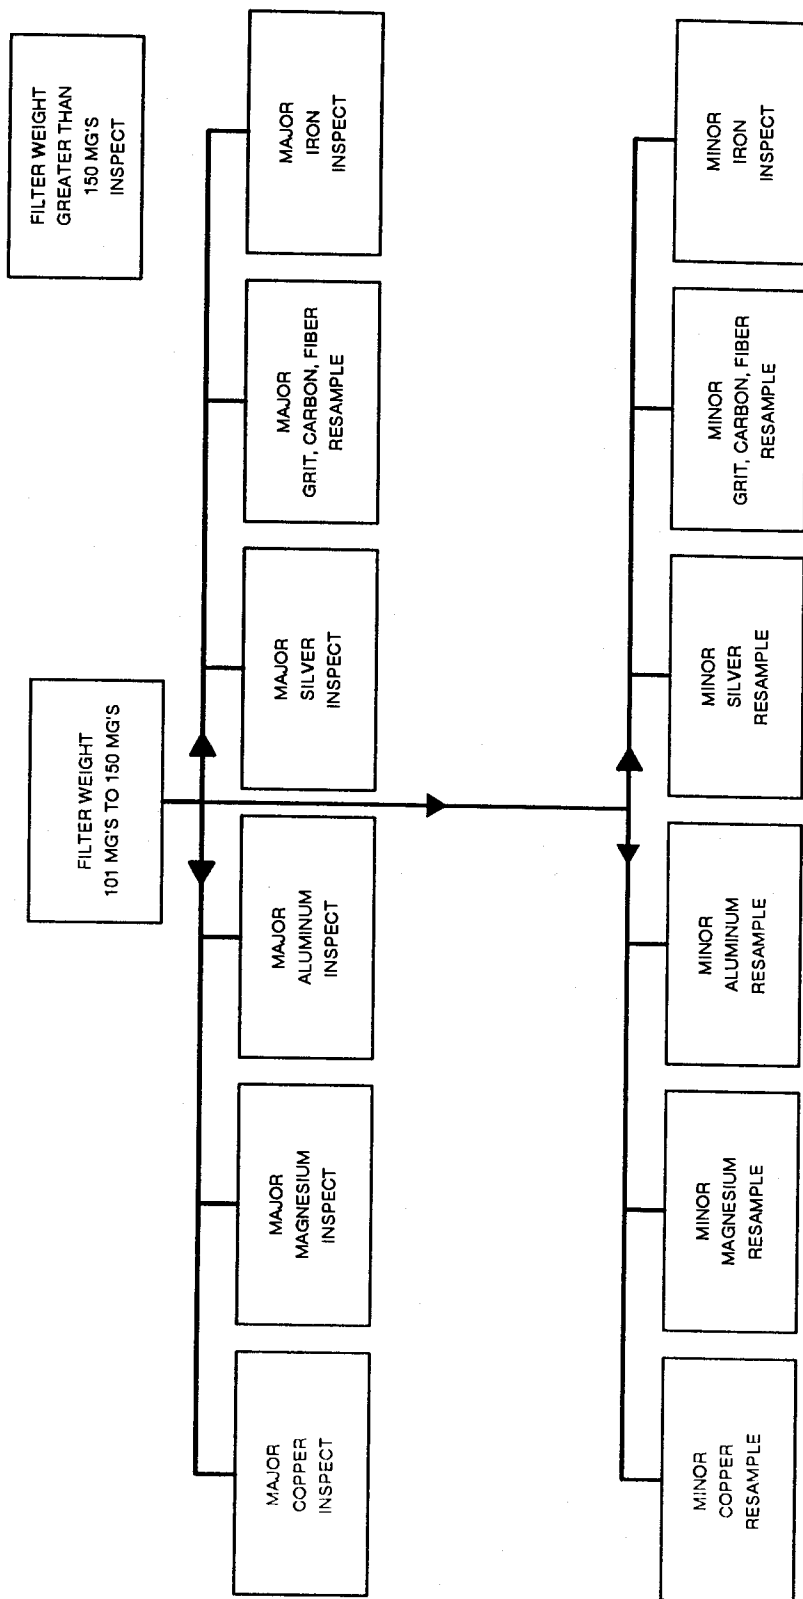 FILTER WEIGHT
101 MG'S TO 150 MG'S
FILTER WEIGHT
GREATER THAN
150 MG'S
INSPECT
MAJOR
COPPER
INSPECT
MAJOR
MAGNESIUM
INSPECT
MAJOR
ALUMINUM
INSPECT
MAJOR
SILVER
INSPECT
MAJOR
GRIT, CARBON, FIBER
RESAMPLE
MAJOR
IRON
INSPECT
MINOR
COPPER
RESAMPLE
MINOR
MAGNESIUM
RESAMPLE
MINOR
ALUMINUM
RESAMPLE
MINOR
SILVER
RESAMPLE
MINOR
GRIT, CARBON, FIBER
RESAMPLE
MINOR
IRON
INSPECT